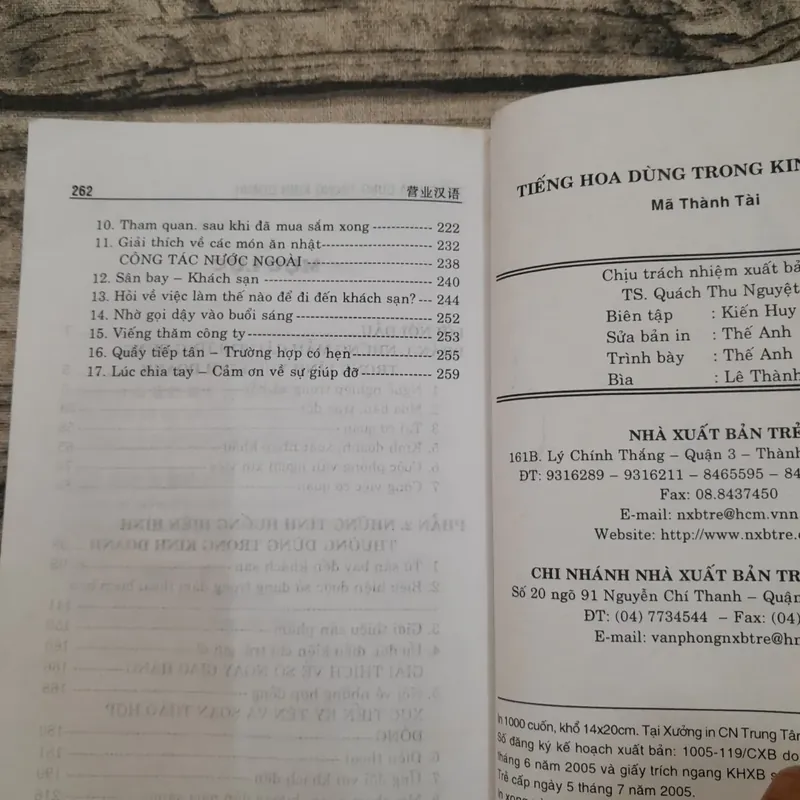 262
营业汉语
10. Tham quan. sau khi đã mua sắm xong 222
11. Giải thích về các món ăn nhật 232
CÔNG TÁC NƯỚC NGOÀI 238
12. Sân bay – Khách sạn 240
13. Hỏi về việc làm thế nào để đi đến khách sạn? 244
14. Nhờ gọi dậy vào buổi sáng 252
15. Viếng thăm công ty 253
16. Quầy tiếp tân – Trường hợp có hẹn 255
17. Lúc chia tay – Cảm ơn về sự giúp đỡ 259
TIẾNG HOA DÙNG TRONG KIN
Mã Thành Tài
Chịu trách nhiệm xuất bả
TS. Quách Thu Nguyệt
Biên tập : Kiến Huy
Sửa bản in : Thế Anh
Trình bày : Thế Anh
Bìa : Lê Thành
NHÀ XUẤT BẢN TRẺ
161B. Lý Chính Thắng – Quận 3 – Thành
ĐT: 9316289 – 9316211 – 8465595 – 84
Fax: 08.8437450
E-mail: nxbtre@hcm.vnn
Website: http://www.nxbtre.co
CHI NHÁNH NHÀ XUẤT BẢN TR
Số 20 ngõ 91 Nguyễn Chí Thanh – Quận
ĐT: (04) 7734544 – Fax: (04)
E-mail: vanphongnxbtre@hn
In 1000 cuốn, khổ 14x20cm. Tại Xưởng in CN Trung Tâm
Số đăng ký kế hoạch xuất bản: 1005-119/CXB do
tháng 6 năm 2005 và giấy trích ngang KHXB s
Trẻ cấp ngày 5 tháng 7 năm 2005.
In xong